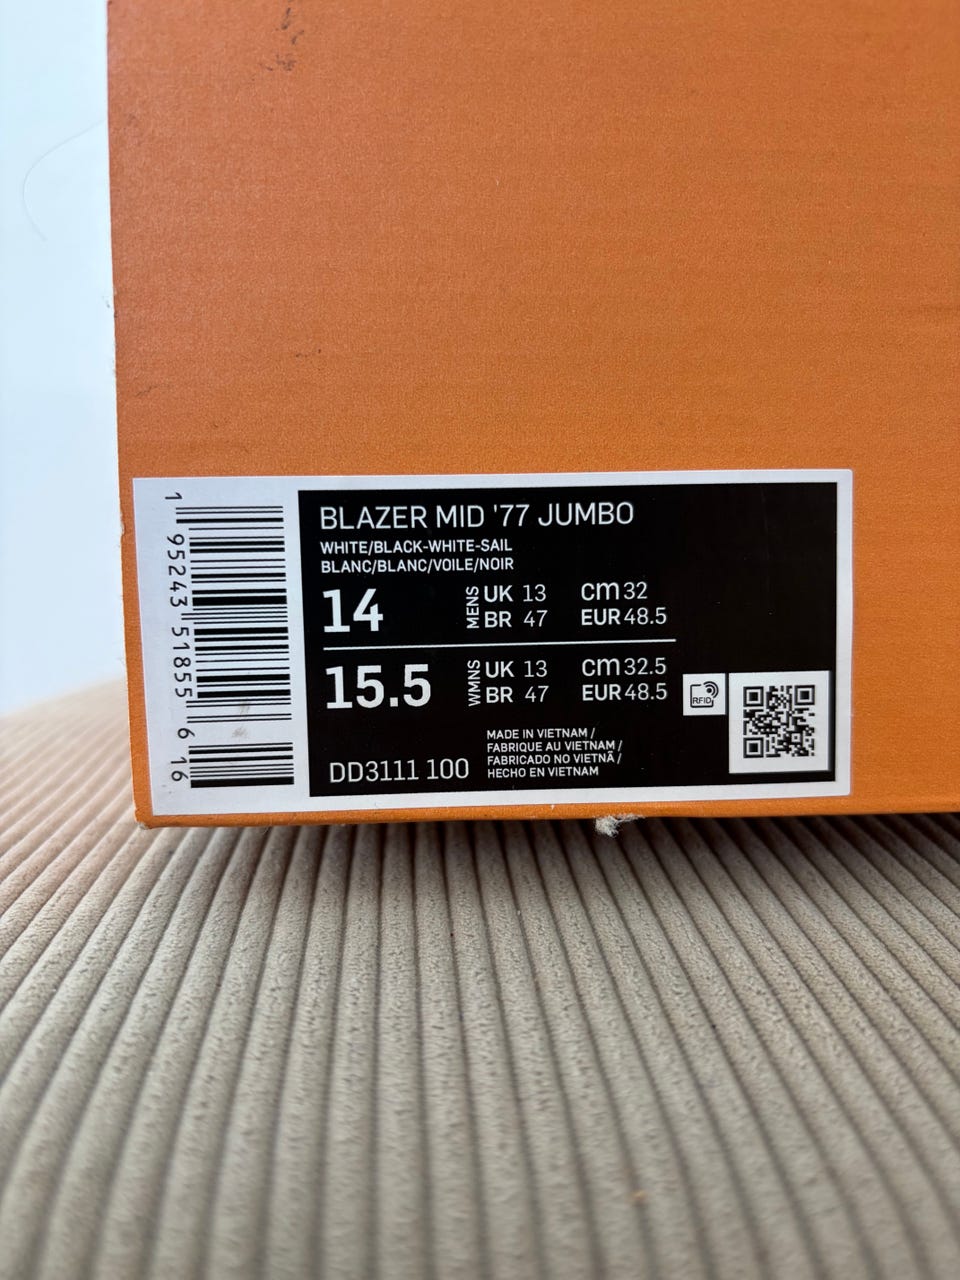 1 95243 51855 6 16
BLAZER MID '77 JUMBO
WHITE/BLACK-WHITE-SAIL
BLANC/BLANC/VOILE/NOIR
14 MENS UK 13 cm 32
BR 47 EUR 48.5
15.5 WMNS UK 13 cm 32.5
BR 47 EUR 48.5
RFID
MADE IN VIETNAM /
FABRIQUE AU VIETNAM /
FABRICADO NO VIETNÃ /
HECHO EN VIETNAM
DD3111 100